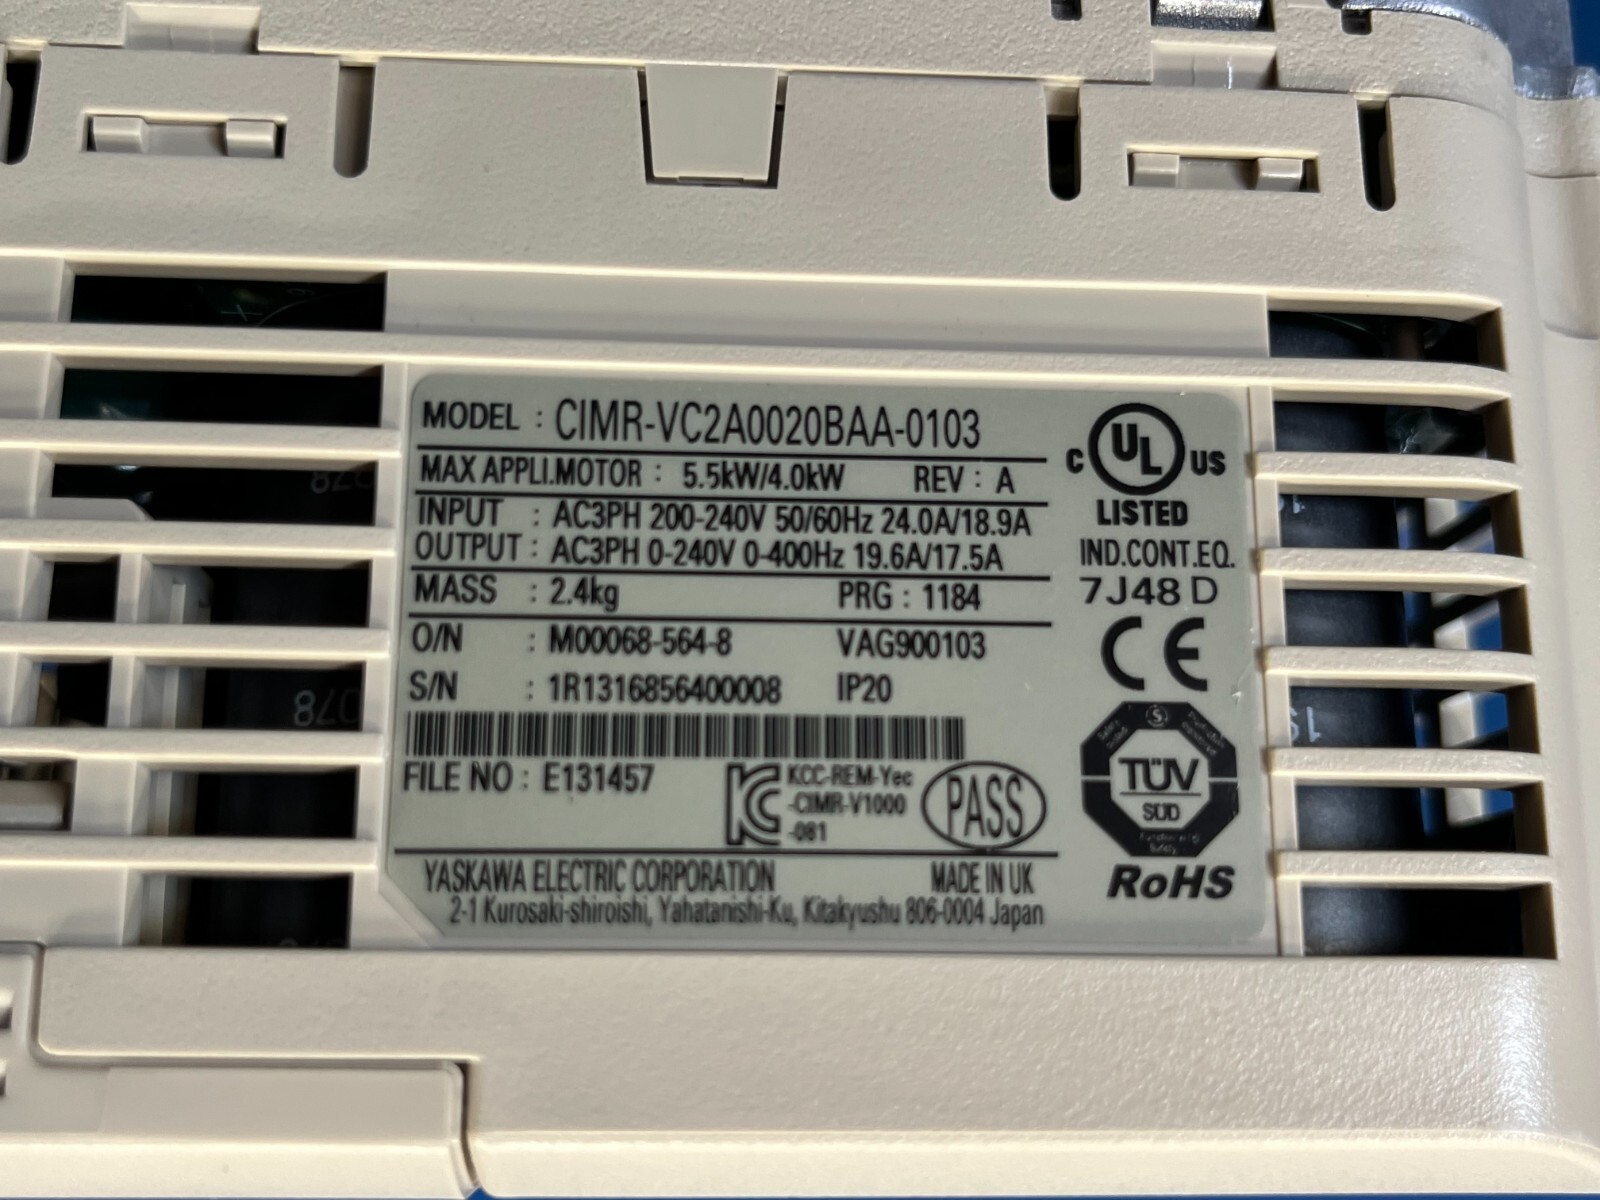 MODEL : CIMR-VC2A0020BAA-0103
MAX APPLI.MOTOR : 5.5kW/4.0kW REV : A
INPUT : AC3PH 200-240V 50/60Hz 24.0A/18.9A
OUTPUT : AC3PH 0-240V 0-400Hz 19.6A/17.5A
MASS : 2.4kg PRG : 1184
O/N : M00068-564-8 VAG900103
S/N : 1R1316856400008 IP20
FILE NO : E131457
KCC-REM-Yec
-CIMR-V1000
-081
PASS
YASKAWA ELECTRIC CORPORATION MADE IN UK
2-1 Kurosaki-shiroishi, Yahatanishi-Ku, Kitakyushu 806-0004 Japan
C UL US
LISTED
IND.CONT.EQ.
7J48 D
CE
TÜV
SÜD
RoHS
078